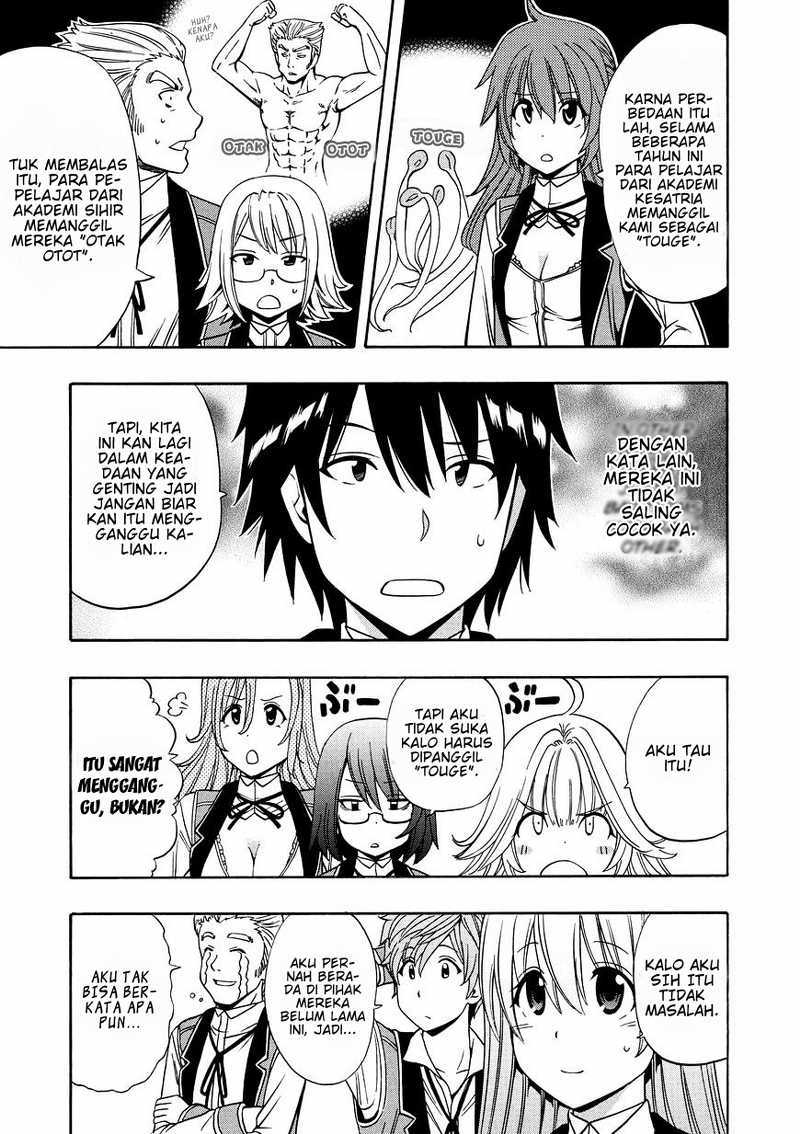 KARNA PER-
BEDAAN ITU
LAH, SELAMA
BEBERAPA
TAHUN INI
PARA PELAJAR
DARI AKADEMI
KESATRIA
MEMANGGIL
KAMI SEBAGAI
"TOUGE".
TOUGE
HUH?
KENAPA
AKU?
OTAK OTOT
TUK MEMBALAS
ITU, PARA PE-
PELAJAR DARI
AKADEMI SIHIR
MEMANGGIL
MEREKA "OTAK
OTOT".
IN OTHER
DENGAN
KATA LAIN,
MEREKA INI
TIDAK
SALING
COCOK YA.
OTHER.
TAPI, KITA
INI KAN LAGI
DALAM KEA-
DAAN YANG
GENTING JADI
JANGAN BIAR
KAN ITU MENG-
GANGGU KA-
LIAN...
AKU TAU
ITU!
ぶー
TAPI AKU
TIDAK SUKA
KALO HARUS
DIPANGGIL
"TOUGE".
ぶー
ITU SANGAT
MENGGANG-
GU, BUKAN?
KALO AKU
SIH ITU
TIDAK
MASALAH.
AKU PER-
NAH BERA-
DA DI PIHAK
MEREKA
BELUM LAMA
INI, JADI...
AKU TAK
BISA BER-
KATA APA
PUN...